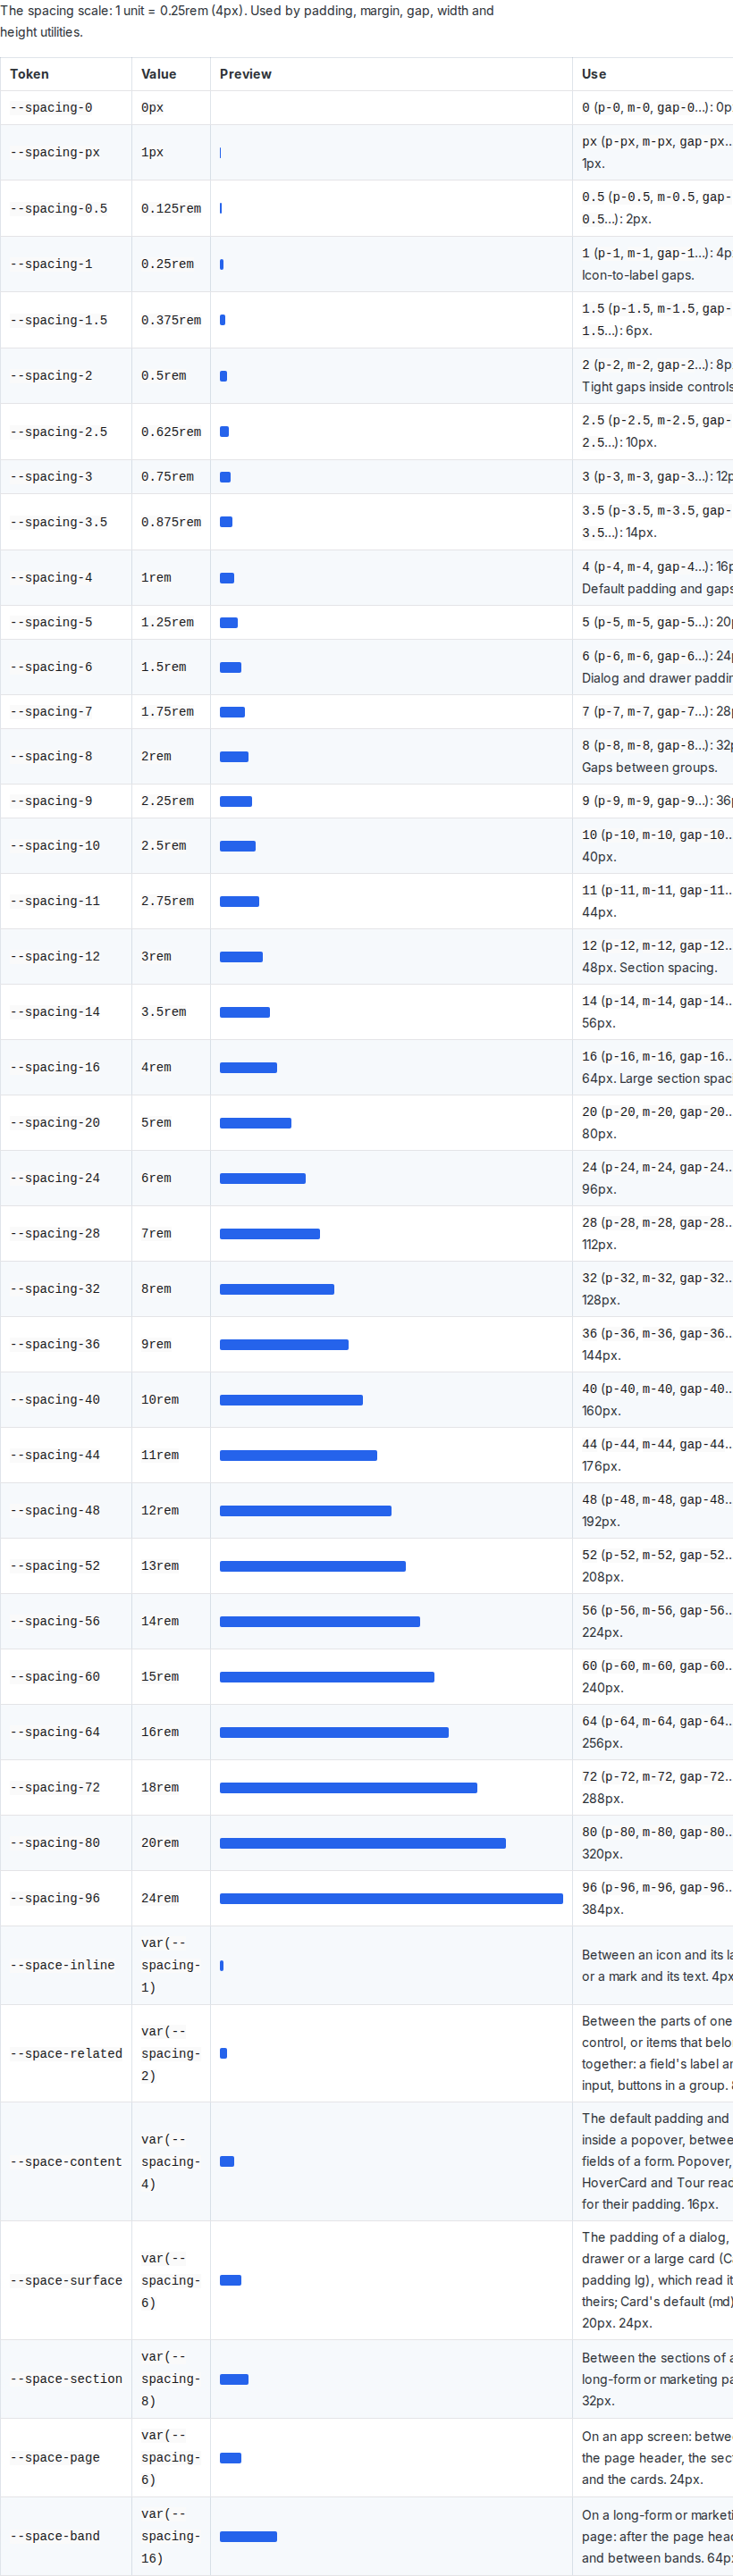 The spacing scale: 1 unit = 0.25rem (4px). Used by padding, margin, gap, width and
height utilities.
Token Value Preview Use
--spacing-0 0px 0 (p-0, m-0, gap-0…): 0p
--spacing-px 1px px (p-px, m-px, gap-px…
1px.
--spacing-0.5 0.125rem 0.5 (p-0.5, m-0.5, gap-
0.5…): 2px.
--spacing-1 0.25rem 1 (p-1, m-1, gap-1…): 4p
Icon-to-label gaps.
--spacing-1.5 0.375rem 1.5 (p-1.5, m-1.5, gap-
1.5…): 6px.
--spacing-2 0.5rem 2 (p-2, m-2, gap-2…): 8p
Tight gaps inside controls
--spacing-2.5 0.625rem 2.5 (p-2.5, m-2.5, gap-
2.5…): 10px.
--spacing-3 0.75rem 3 (p-3, m-3, gap-3…): 12p
--spacing-3.5 0.875rem 3.5 (p-3.5, m-3.5, gap-
3.5…): 14px.
--spacing-4 1rem 4 (p-4, m-4, gap-4…): 16p
Default padding and gaps
--spacing-5 1.25rem 5 (p-5, m-5, gap-5…): 20p
--spacing-6 1.5rem 6 (p-6, m-6, gap-6…): 24p
Dialog and drawer paddin
--spacing-7 1.75rem 7 (p-7, m-7, gap-7…): 28p
--spacing-8 2rem 8 (p-8, m-8, gap-8…): 32p
Gaps between groups.
--spacing-9 2.25rem 9 (p-9, m-9, gap-9…): 36p
--spacing-10 2.5rem 10 (p-10, m-10, gap-10…
40px.
--spacing-11 2.75rem 11 (p-11, m-11, gap-11…
44px.
--spacing-12 3rem 12 (p-12, m-12, gap-12…
48px. Section spacing.
--spacing-14 3.5rem 14 (p-14, m-14, gap-14…
56px.
--spacing-16 4rem 16 (p-16, m-16, gap-16…
64px. Large section spac
--spacing-20 5rem 20 (p-20, m-20, gap-20…
80px.
--spacing-24 6rem 24 (p-24, m-24, gap-24…
96px.
--spacing-28 7rem 28 (p-28, m-28, gap-28…
112px.
--spacing-32 8rem 32 (p-32, m-32, gap-32…
128px.
--spacing-36 9rem 36 (p-36, m-36, gap-36…
144px.
--spacing-40 10rem 40 (p-40, m-40, gap-40…
160px.
--spacing-44 11rem 44 (p-44, m-44, gap-44…
176px.
--spacing-48 12rem 48 (p-48, m-48, gap-48…
192px.
--spacing-52 13rem 52 (p-52, m-52, gap-52…
208px.
--spacing-56 14rem 56 (p-56, m-56, gap-56…
224px.
--spacing-60 15rem 60 (p-60, m-60, gap-60…
240px.
--spacing-64 16rem 64 (p-64, m-64, gap-64…
256px.
--spacing-72 18rem 72 (p-72, m-72, gap-72…
288px.
--spacing-80 20rem 80 (p-80, m-80, gap-80…
320px.
--spacing-96 24rem 96 (p-96, m-96, gap-96…
384px.
--space-inline
var(--
spacing-
1)
Between an icon and its la
or a mark and its text. 4px
--space-related
var(--
spacing-
2)
Between the parts of one
control, or items that belo
together: a field's label an
input, buttons in a group. 8
--space-content
var(--
spacing-
4)
The default padding and
inside a popover, betwee
fields of a form. Popover,
HoverCard and Tour read
for their padding. 16px.
--space-surface
var(--
spacing-
6)
The padding of a dialog,
drawer or a large card (Ca
padding lg), which read it
theirs; Card's default (md)
20px. 24px.
--space-section
var(--
spacing-
8)
Between the sections of a
long-form or marketing pa
32px.
--space-page
var(--
spacing-
6)
On an app screen: betwee
the page header, the sect
and the cards. 24px.
--space-band
var(--
spacing-
16)
On a long-form or marketi
page: after the page head
and between bands. 64px